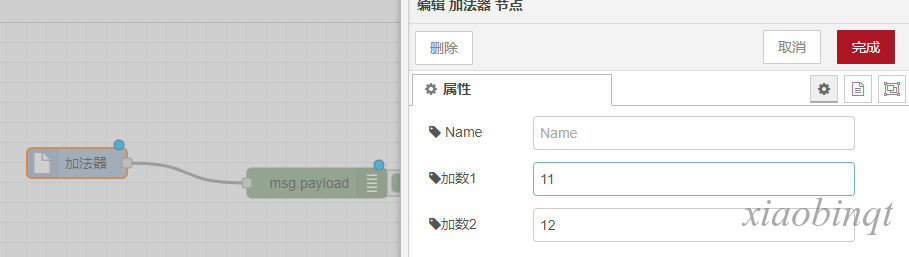 编辑 加法器 节点
删除
取消
完成
属性
Name
Name
加法器
加数1
11
msg.payload
加数2
12
xiaobinqt